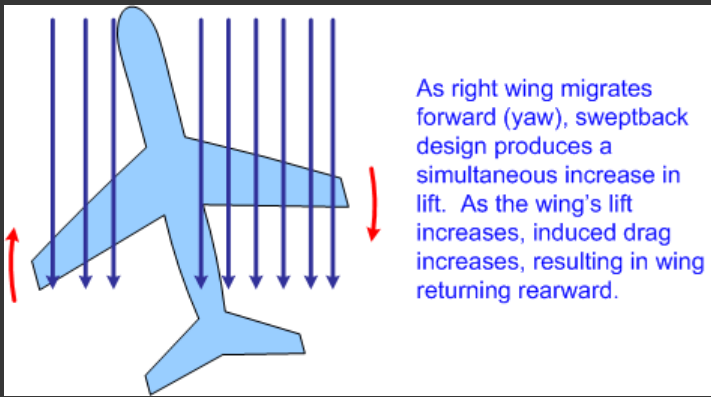 As right wing migrates
forward (yaw), sweptback
design produces a
simultaneous increase in
lift.  As the wing's lift
increases, induced drag
increases, resulting in wing
returning rearward.